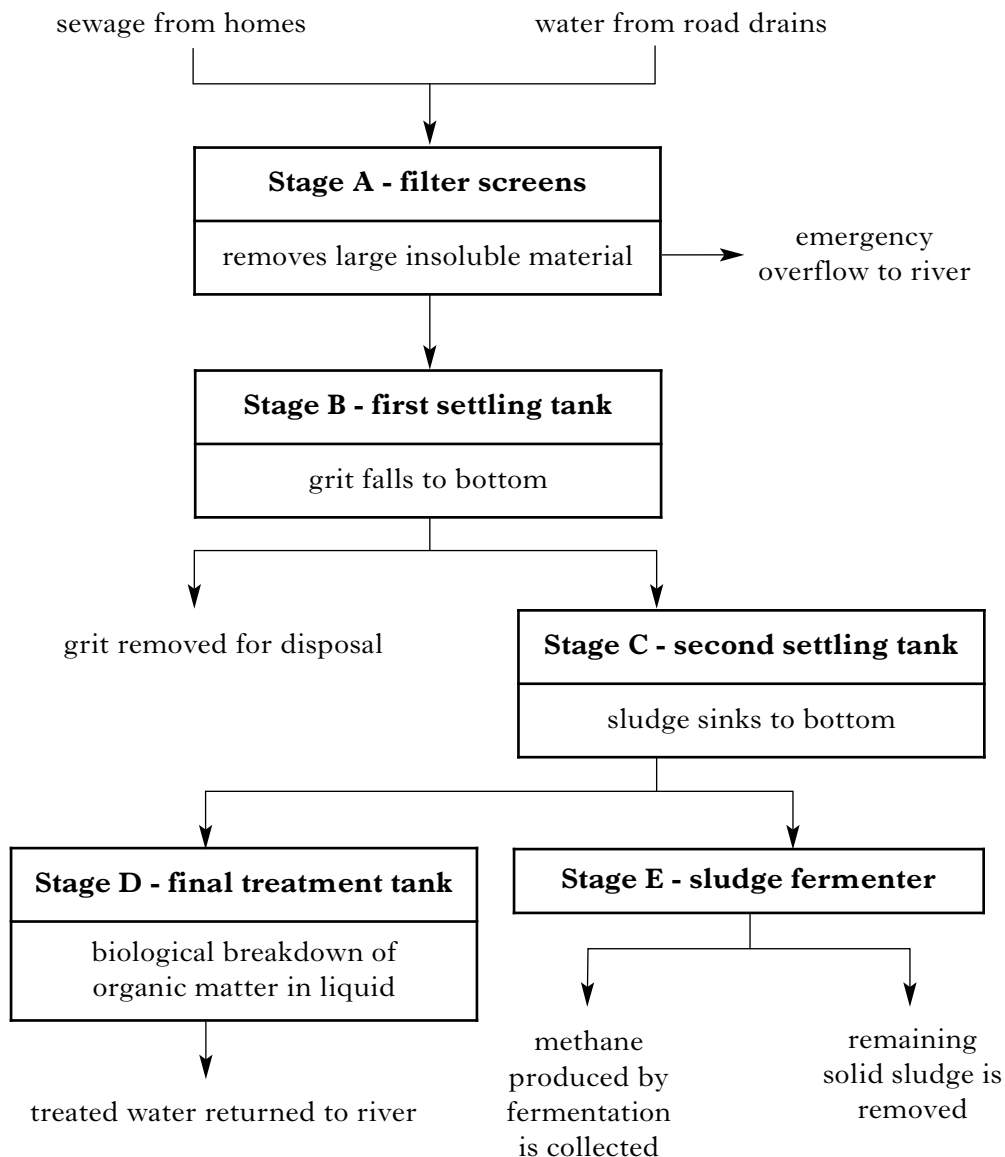 sewage from homes
water from road drains
Stage A - filter screens
removes large insoluble material
emergency
overflow to river
Stage B - first settling tank
grit falls to bottom
grit removed for disposal
Stage C - second settling tank
sludge sinks to bottom
Stage D - final treatment tank
biological breakdown of
organic matter in liquid
treated water returned to river
Stage E - sludge fermenter
methane
produced by
fermentation
is collected
remaining
solid sludge is
removed